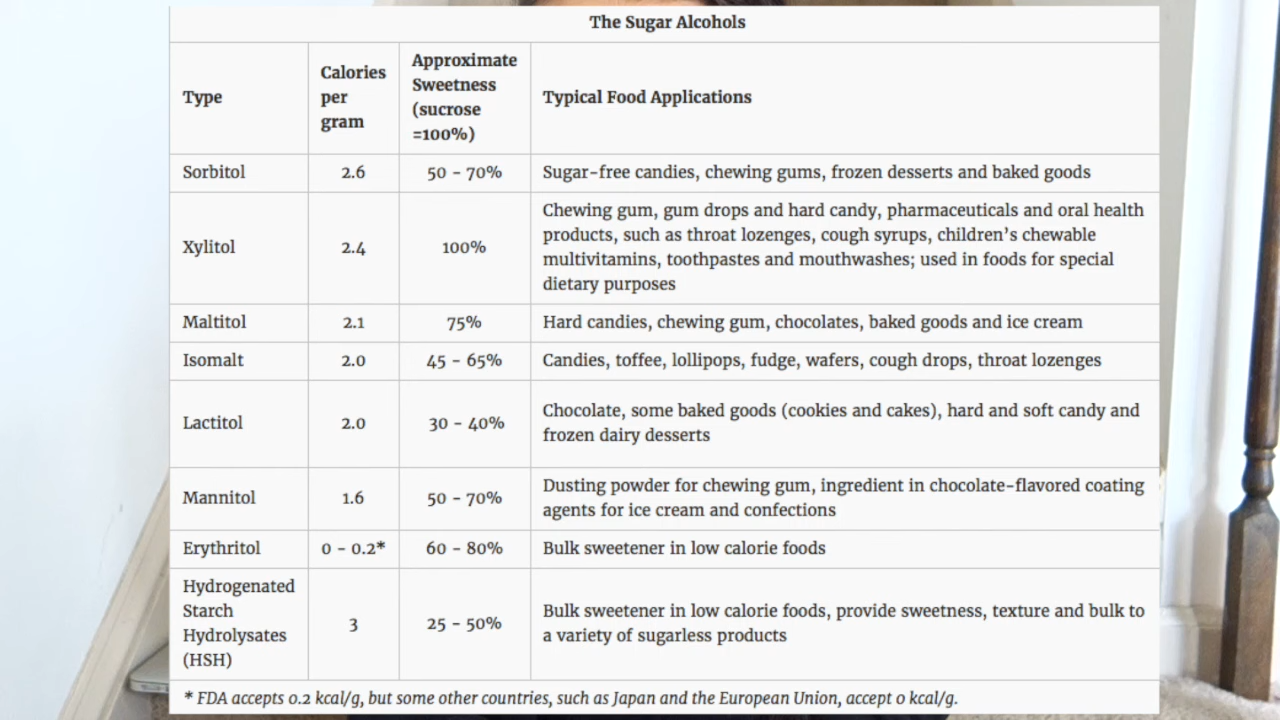 The Sugar Alcohols
Type
Calories
per
gram
Approximate
Sweetness
(sucrose
=100%)
Typical Food Applications
Sorbitol
2.6
50 - 70%
Sugar-free candies, chewing gums, frozen desserts and baked goods
Xylitol
2.4
100%
Chewing gum, gum drops and hard candy, pharmaceuticals and oral health
products, such as throat lozenges, cough syrups, children's chewable
multivitamins, toothpastes and mouthwashes; used in foods for special
dietary purposes
Maltitol
2.1
75%
Hard candies, chewing gum, chocolates, baked goods and ice cream
Isomalt
2.0
45 - 65%
Candies, toffee, lollipops, fudge, wafers, cough drops, throat lozenges
Lactitol
2.0
30 - 40%
Chocolate, some baked goods (cookies and cakes), hard and soft candy and
frozen dairy desserts
Mannitol
1.6
50 - 70%
Dusting powder for chewing gum, ingredient in chocolate-flavored coating
agents for ice cream and confections
Erythritol
0 - 0.2*
60 - 80%
Bulk sweetener in low calorie foods
Hydrogenated
Starch
Hydrolysates
(HSH)
3
25 - 50%
Bulk sweetener in low calorie foods, provide sweetness, texture and bulk to
a variety of sugarless products
* FDA accepts 0.2 kcal/g, but some other countries, such as Japan and the European Union, accept 0 kcal/g.